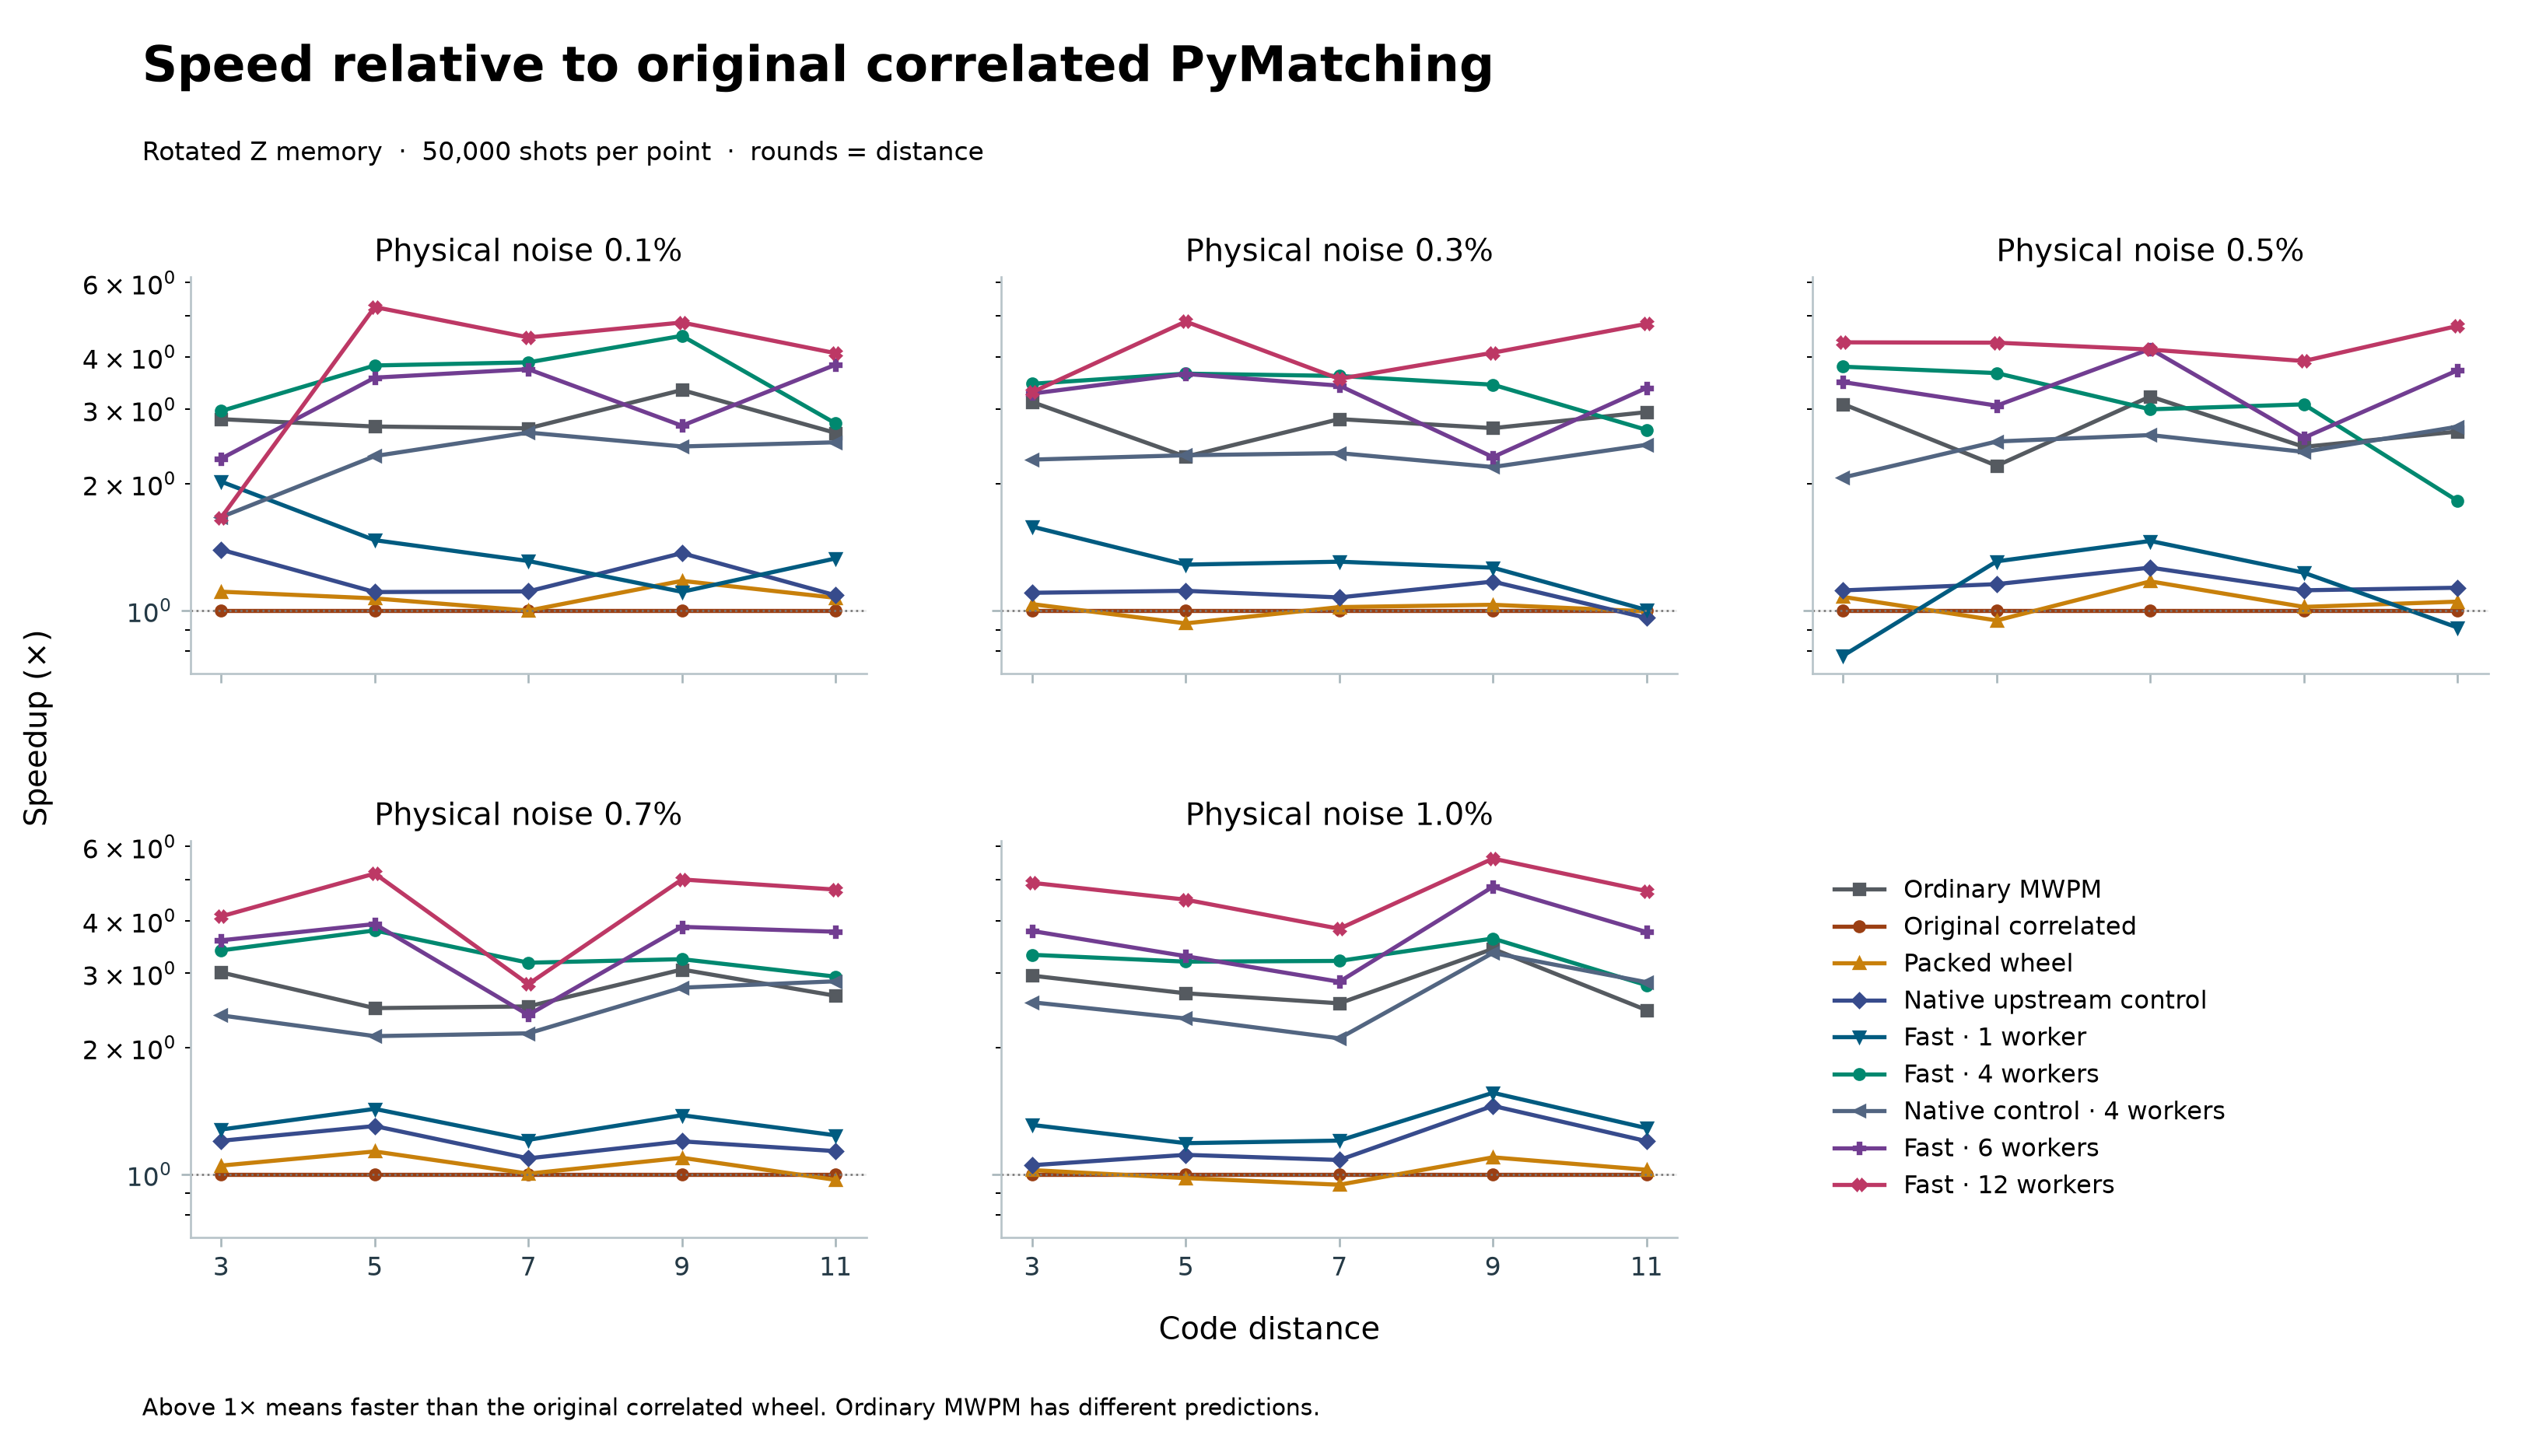 Speed relative to original correlated PyMatching
Rotated Z memory · 50,000 shots per point · rounds = distance
Physical noise 0.1%
Physical noise 0.3%
Physical noise 0.5%
6 × 10⁰
4 × 10⁰
3 × 10⁰
2 × 10⁰
10⁰
Speedup (×)
Physical noise 0.7%
Physical noise 1.0%
6 × 10⁰
4 × 10⁰
3 × 10⁰
2 × 10⁰
10⁰
3 5 7 9 11
3 5 7 9 11
Ordinary MWPM
Original correlated
Packed wheel
Native upstream control
Fast · 1 worker
Fast · 4 workers
Native control · 4 workers
Fast · 6 workers
Fast · 12 workers
Code distance
Above 1× means faster than the original correlated wheel. Ordinary MWPM has different predictions.